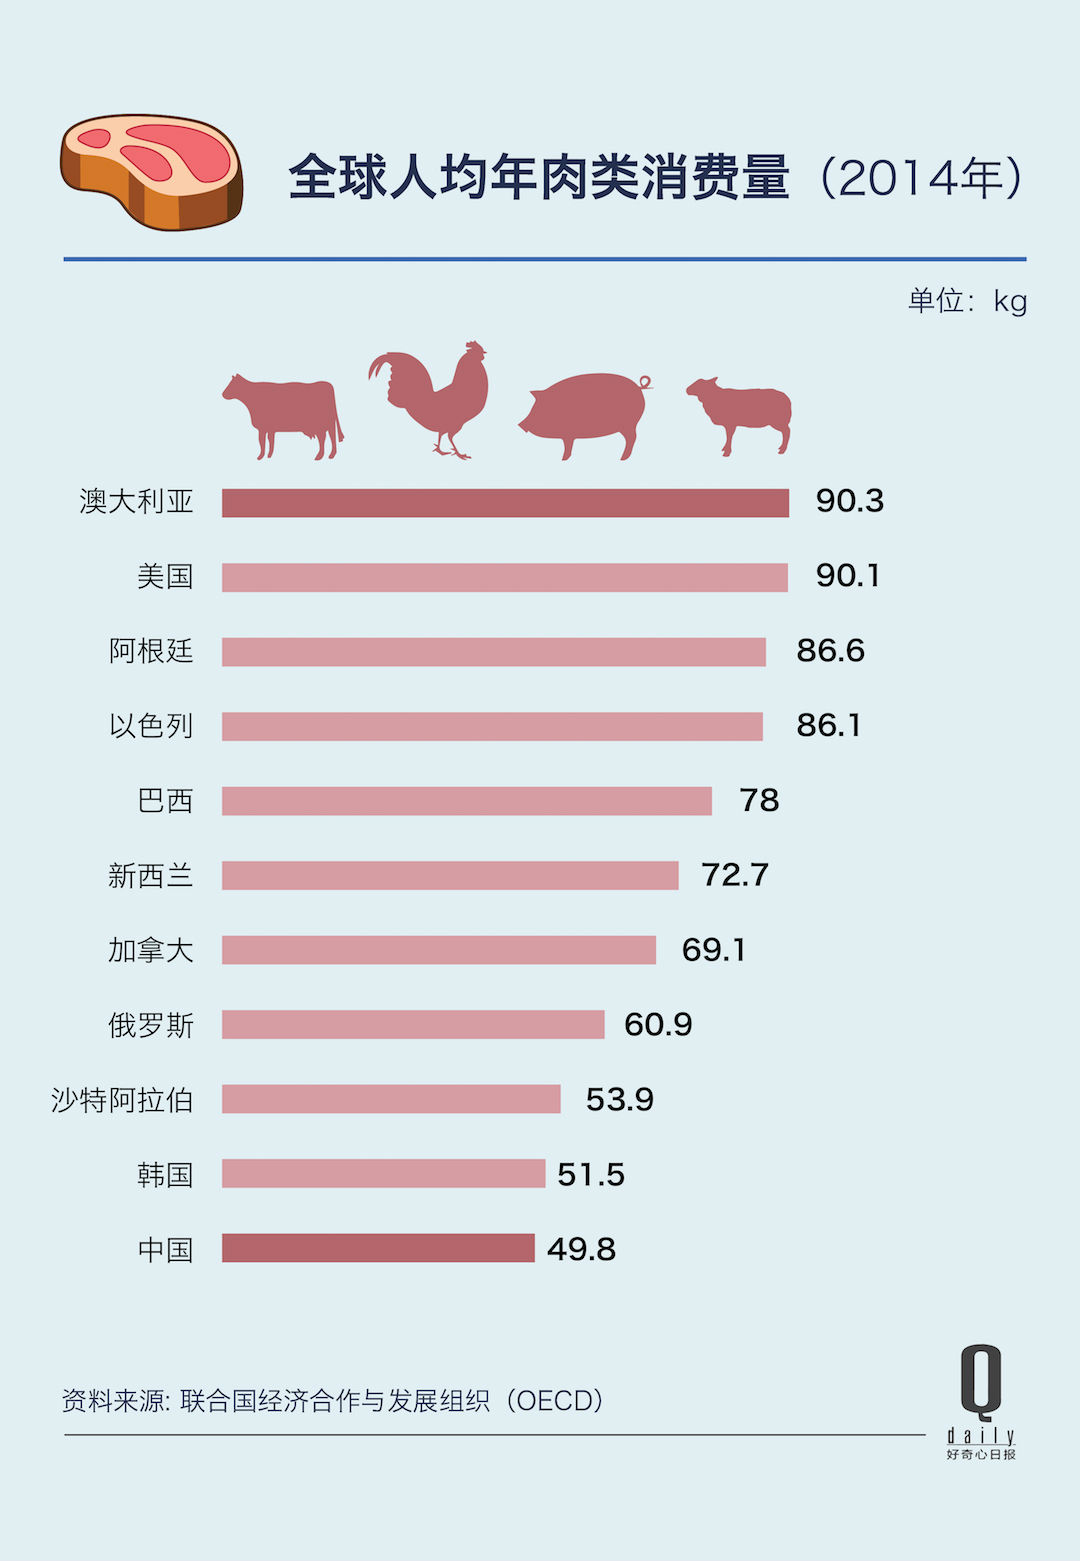 全球人均年肉类消费量（2014年）
单位：kg
澳大利亚 90.3
美国 90.1
阿根廷 86.6
以色列 86.1
巴西 78
新西兰 72.7
加拿大 69.1
俄罗斯 60.9
沙特阿拉伯 53.9
韩国 51.5
中国 49.8
资料来源: 联合国经济合作与发展组织（OECD）
Q
daily
好奇心日报